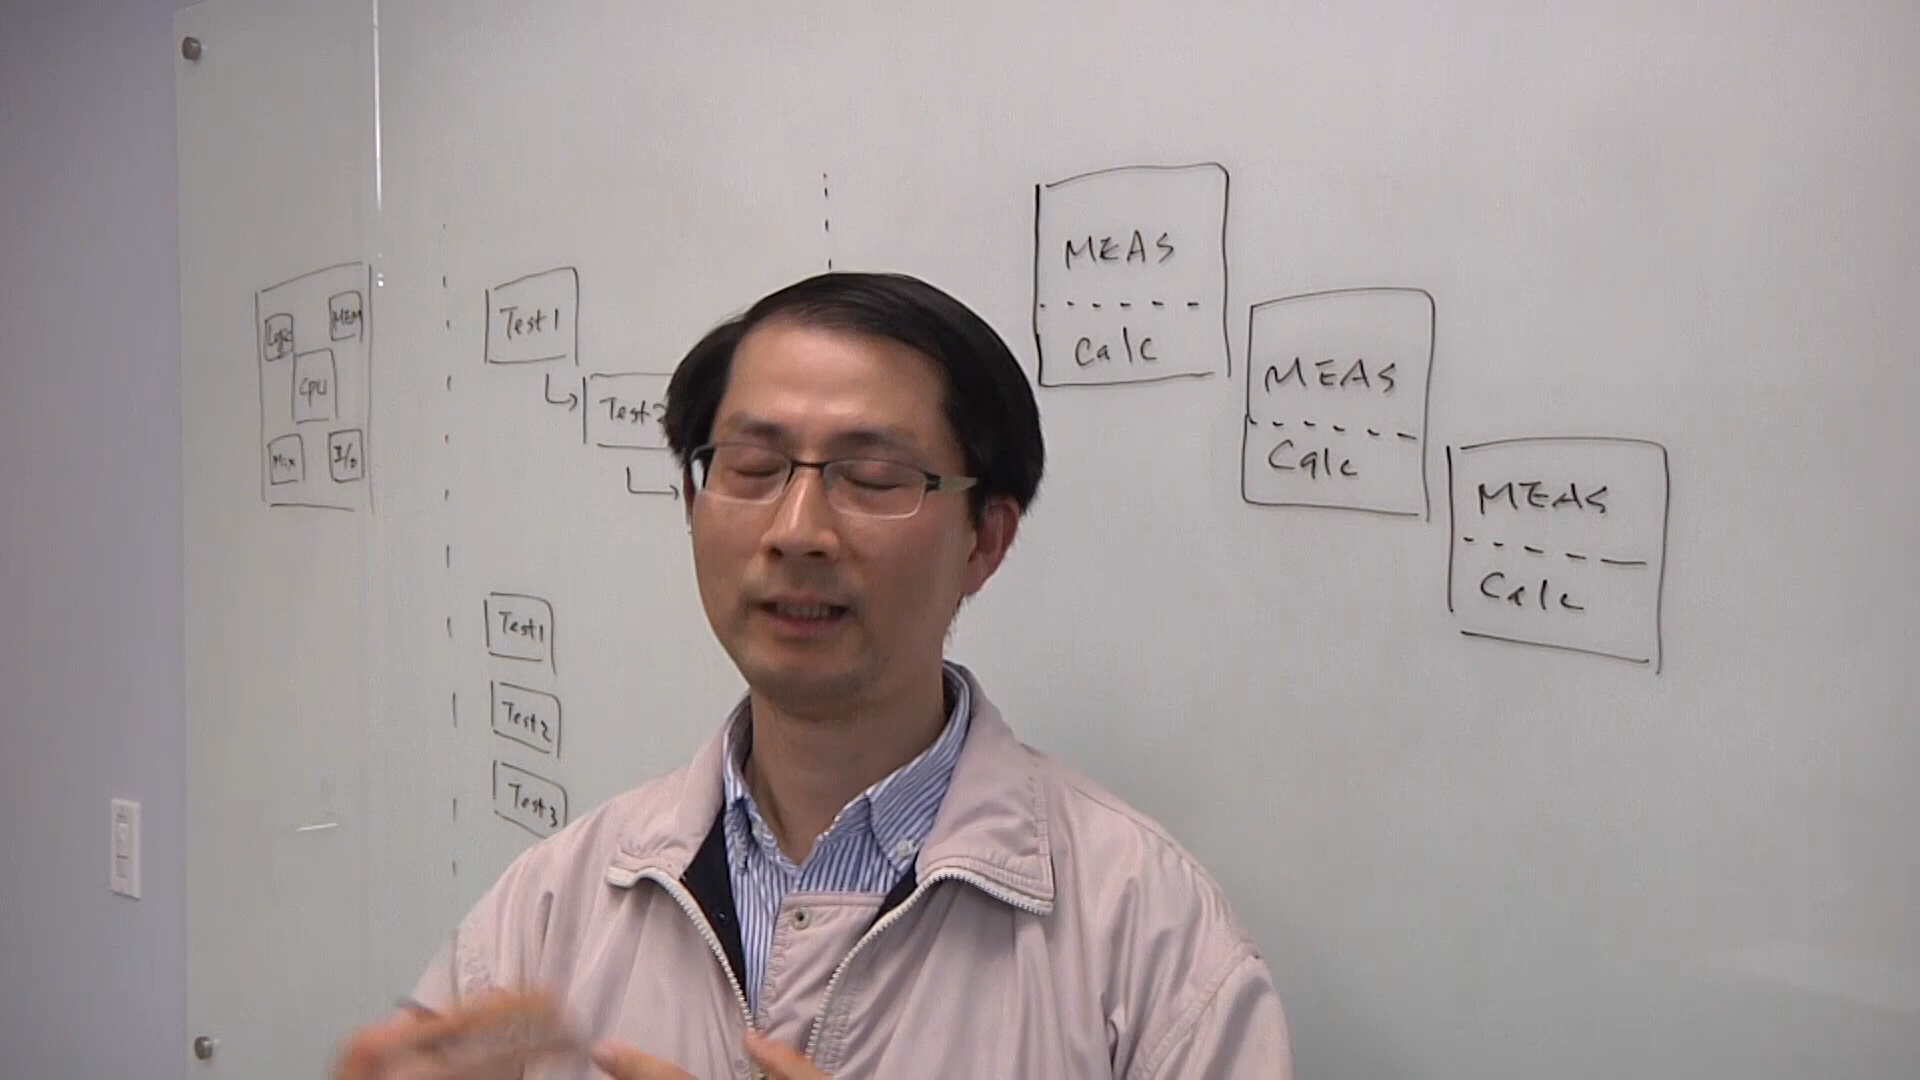 Logic
MEM
CPU
I/O
Test1
Test2
Test1
Test2
Test3
MEAS
Calc
MEAS
Calc
MEAS
Calc